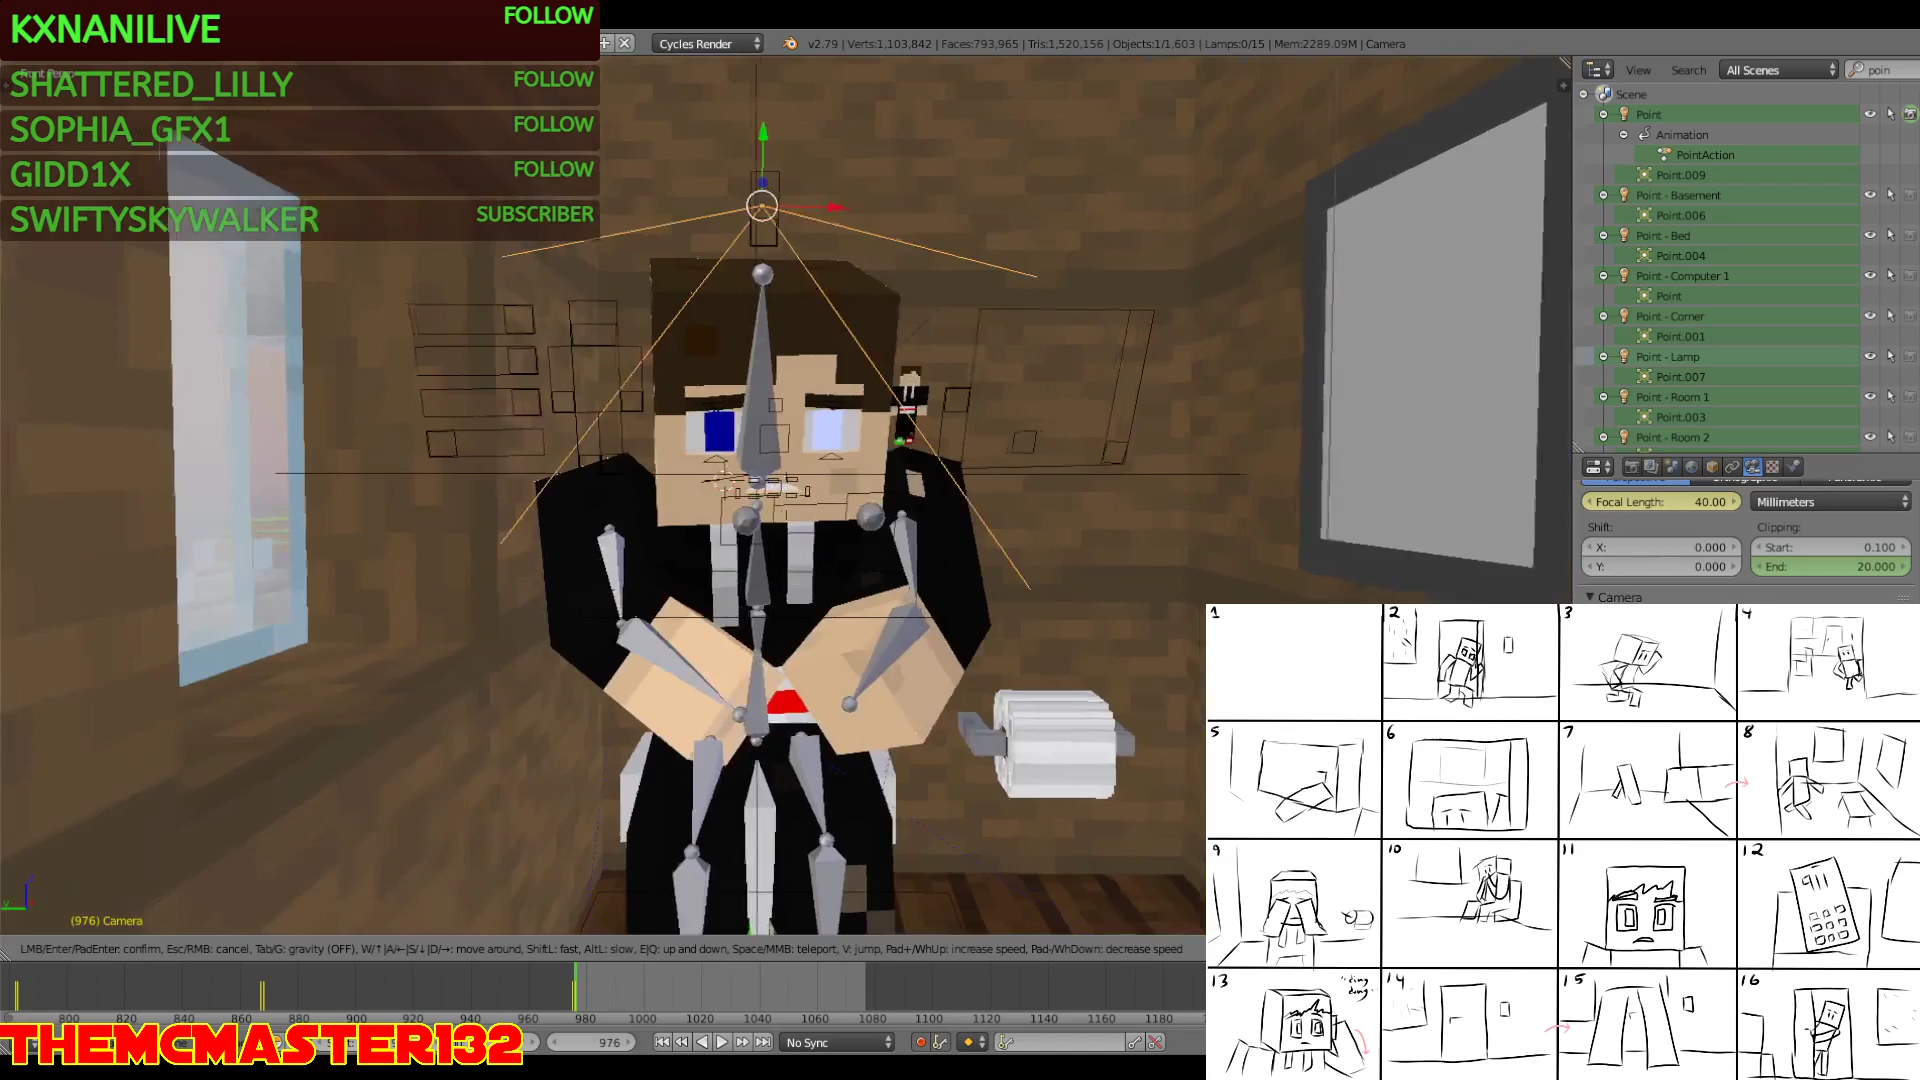 KXNANILIVE FOLLOW
SHATTERED_LILLY FOLLOW
SOPHIA_GFX1 FOLLOW
GIDD1X FOLLOW
SWIFTYSKYWALKER SUBSCRIBER
Cycles Render
v2.79 | Verts:1,103,842 | Faces:793,965 | Tris:1,520,156 | Objects:1/1,603 | Lamps:0/15 | Mem:2289.09M | Camera
View Search All Scenes poin
Scene
Point
Animation
PointAction
Point.009
Point - Basement
Point.006
Point - Bed
Point.004
Point - Computer 1
Point
Point - Corner
Point.001
Point - Lamp
Point.007
Point - Room 1
Point.003
Point - Room 2
Focal Length: 40.00 Millimeters
Shift: Clipping:
X: 0.000 Start: 0.100
Y: 0.000 End: 20.000
Camera
1 2 3 4
5 6 7 8
9 10 11 12
911
13 14 15 16
"ding dong"
(976) Camera
LMB/Enter/PadEnter: confirm, Esc/RMB: cancel, Tab/G: gravity (OFF), W/↑|A/←|S/↓|D/→: move around, ShiftL: fast, AltL: slow, E|Q: up and down, Space/MMB: teleport, V: jump, Pad+/WhUp: increase speed, Pad-/WhDown: decrease speed
800 820 840 860 880 900 920 940 960 980 1000 1020 1040 1060 1080 1100 1120 1140 1160 1180
THEMCMASTER132
976 No Sync